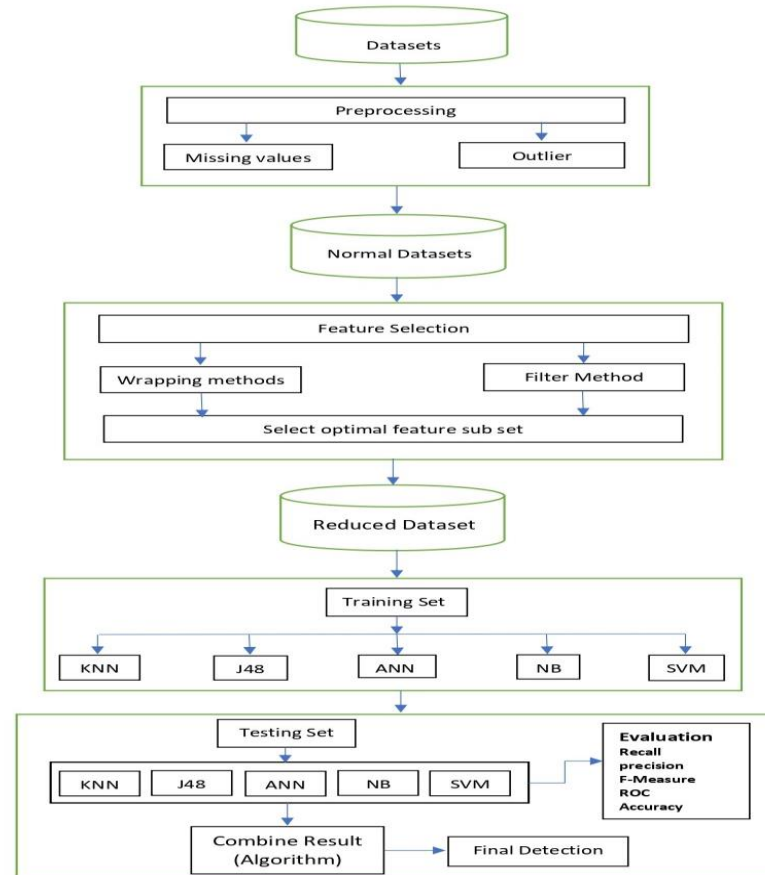 Datasets
Preprocessing
Missing values
Outlier
Normal Datasets
Feature Selection
Wrapping methods
Filter Method
Select optimal feature sub set
Reduced Dataset
Training Set
KNN
J48
ANN
NB
SVM
Testing Set
KNN
J48
ANN
NB
SVM
Evaluation
Recall
precision
F-Measure
ROC
Accuracy
Combine Result
(Algorithm)
Final Detection